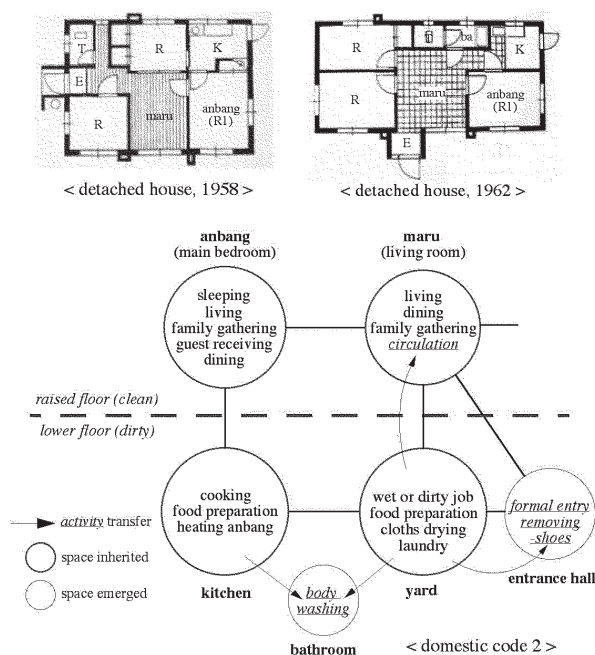 T
R
K
E
R
maru
anbang
(R1)
R
ba
K
R
maru
anbang
(R1)
E
< detached house, 1958 >
< detached house, 1962 >
anbang
(main bedroom)
maru
(living room)
sleeping
living
family gathering
guest receiving
dining
living
dining
family gathering
circulation
raised floor (clean)
lower floor (dirty)
cooking
food preparation
heating anbang
wet or dirty job
food preparation
cloths drying
laundry
formal entry
removing
-shoes
activity transfer
space inherited
space emerged
kitchen
body
washing
bathroom
yard
entrance hall
< domestic code 2 >